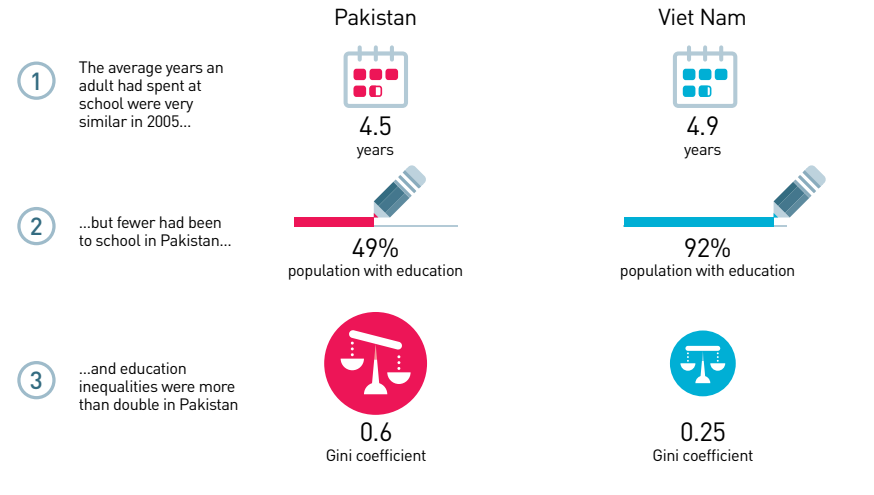 Pakistan
Viet Nam
1
The average years an
adult had spent at
school were very
similar in 2005...
4.5
years
4.9
years
2
...but fewer had been
to school in Pakistan...
49%
population with education
92%
population with education
3
...and education
inequalities were more
than double in Pakistan
0.6
Gini coefficient
0.25
Gini coefficient